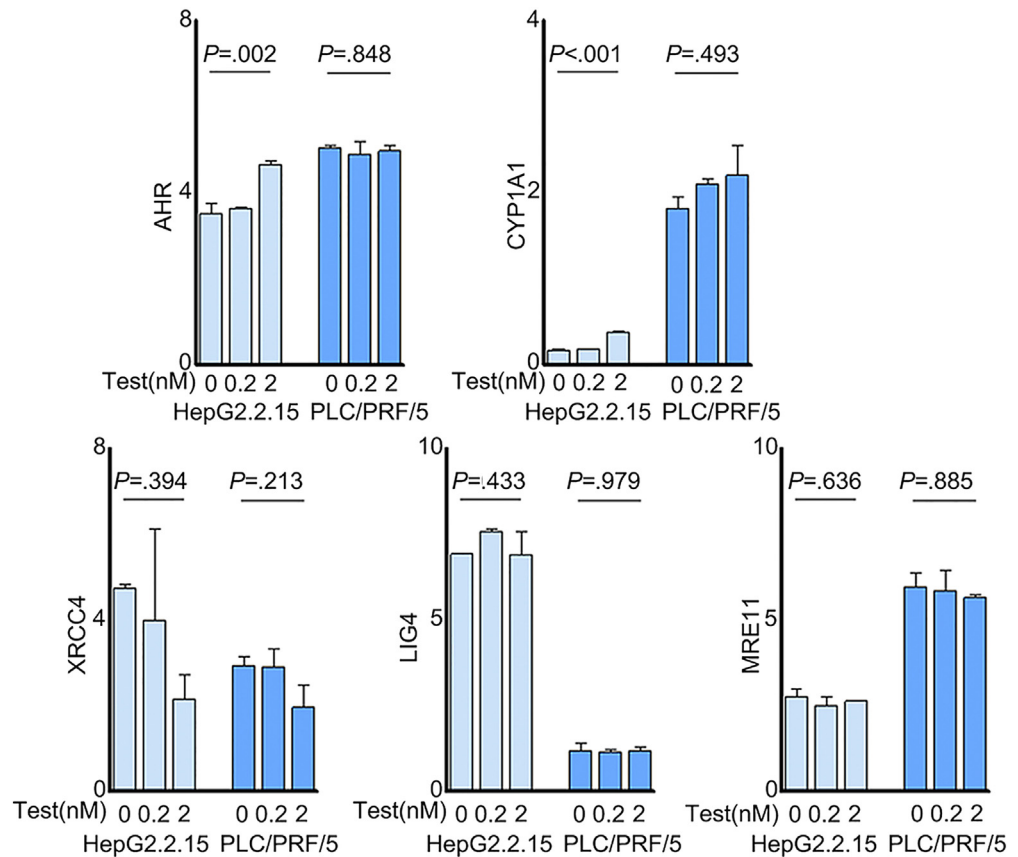 8
4
0
AHR
P=.002
P=.848
Test(nM) 0 0.2 2 0 0.2 2
HepG2.2.15 PLC/PRF/5
4
2
0
CYP1A1
P<.001
P=.493
Test(nM) 0 0.2 2 0 0.2 2
HepG2.2.15 PLC/PRF/5
8
4
0
XRCC4
P=.394
P=.213
Test(nM) 0 0.2 2 0 0.2 2
HepG2.2.15 PLC/PRF/5
10
5
0
LIG4
P=.433
P=.979
Test(nM) 0 0.2 2 0 0.2 2
HepG2.2.15 PLC/PRF/5
10
5
0
MRE11
P=.636
P=.885
Test(nM) 0 0.2 2 0 0.2 2
HepG2.2.15 PLC/PRF/5